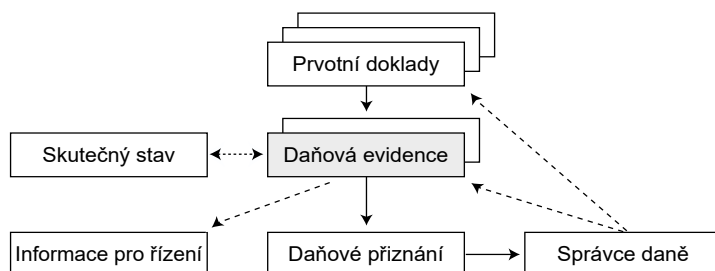 Prvotní doklady
Skutečný stav
Daňová evidence
Informace pro řízení
Daňové přiznání
Správce daně